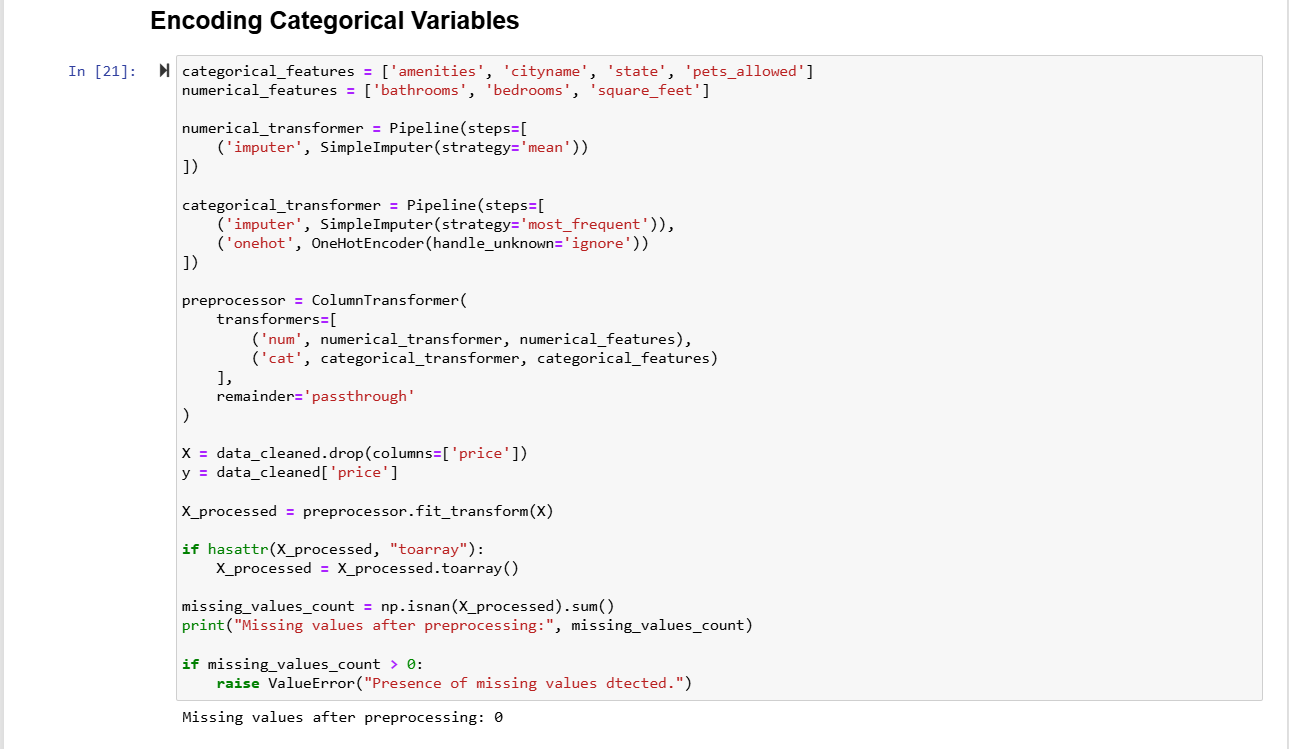 Encoding Categorical Variables
In [21]:
categorical_features = ['amenities', 'cityname', 'state', 'pets_allowed']
numerical_features = ['bathrooms', 'bedrooms', 'square_feet']
numerical_transformer = Pipeline(steps=[
    ('imputer', SimpleImputer(strategy='mean'))
])
categorical_transformer = Pipeline(steps=[
    ('imputer', SimpleImputer(strategy='most_frequent')),
    ('onehot', OneHotEncoder(handle_unknown='ignore'))
])
preprocessor = ColumnTransformer(
    transformers=[
        ('num', numerical_transformer, numerical_features),
        ('cat', categorical_transformer, categorical_features)
    ],
    remainder='passthrough'
)
X = data_cleaned.drop(columns=['price'])
y = data_cleaned['price']
X_processed = preprocessor.fit_transform(X)
if hasattr(X_processed, "toarray"):
    X_processed = X_processed.toarray()
missing_values_count = np.isnan(X_processed).sum()
print("Missing values after preprocessing:", missing_values_count)
if missing_values_count > 0:
    raise ValueError("Presence of missing values dtected.")
Missing values after preprocessing: 0